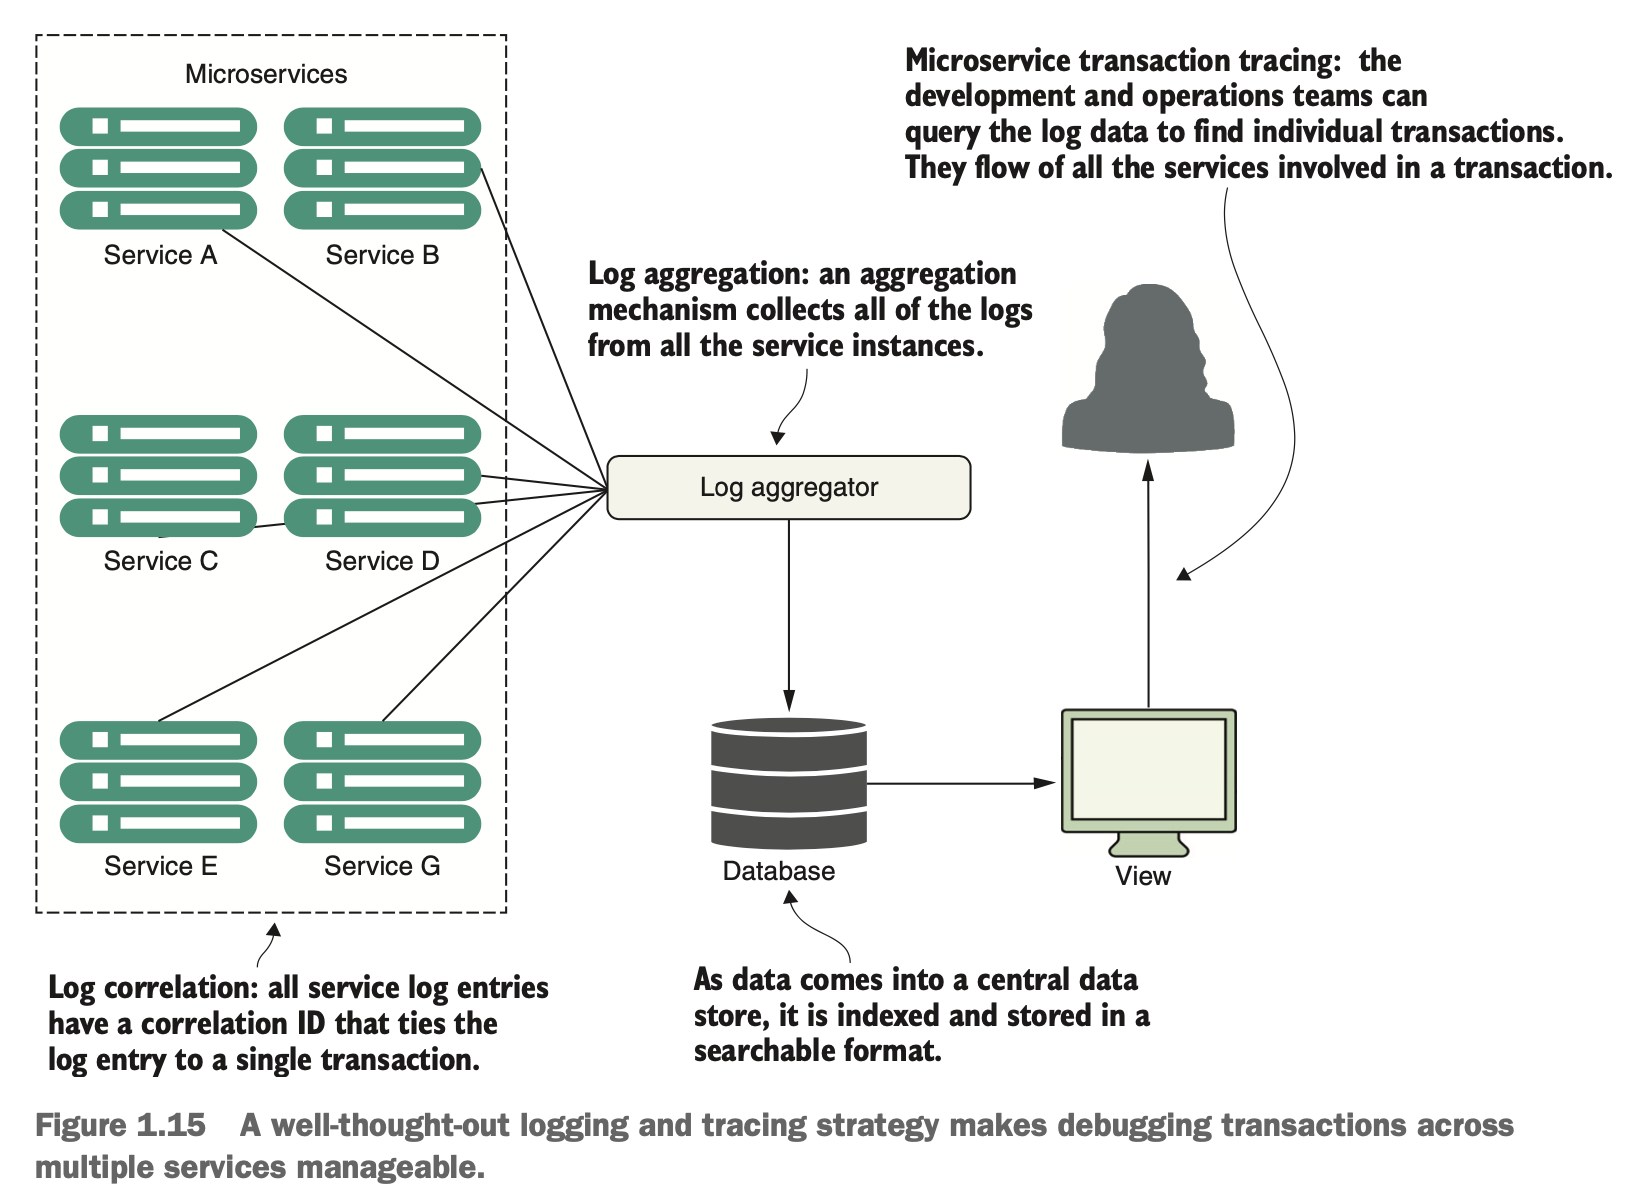 Microservices
Service A
Service B
Service C
Service D
Service E
Service G
Log correlation: all service log entries
have a correlation ID that ties the
log entry to a single transaction.
Log aggregation: an aggregation
mechanism collects all of the logs
from all the service instances.
Log aggregator
Database
As data comes into a central data
store, it is indexed and stored in a
searchable format.
Microservice transaction tracing: the
development and operations teams can
query the log data to find individual transactions.
They flow of all the services involved in a transaction.
View
Figure 1.15 A well-thought-out logging and tracing strategy makes debugging transactions across
multiple services manageable.